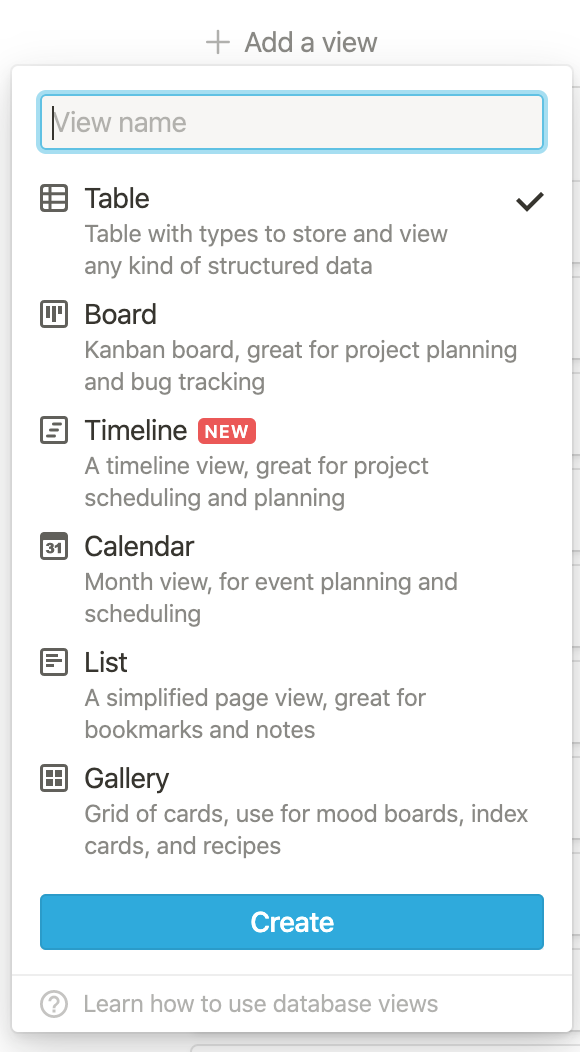 Add a view
View name
Table
Table with types to store and view
any kind of structured data
Board
Kanban board, great for project planning
and bug tracking
Timeline NEW
A timeline view, great for project
scheduling and planning
31 Calendar
Month view, for event planning and
scheduling
List
A simplified page view, great for
bookmarks and notes
Gallery
Grid of cards, use for mood boards, index
cards, and recipes
Create
? Learn how to use database views